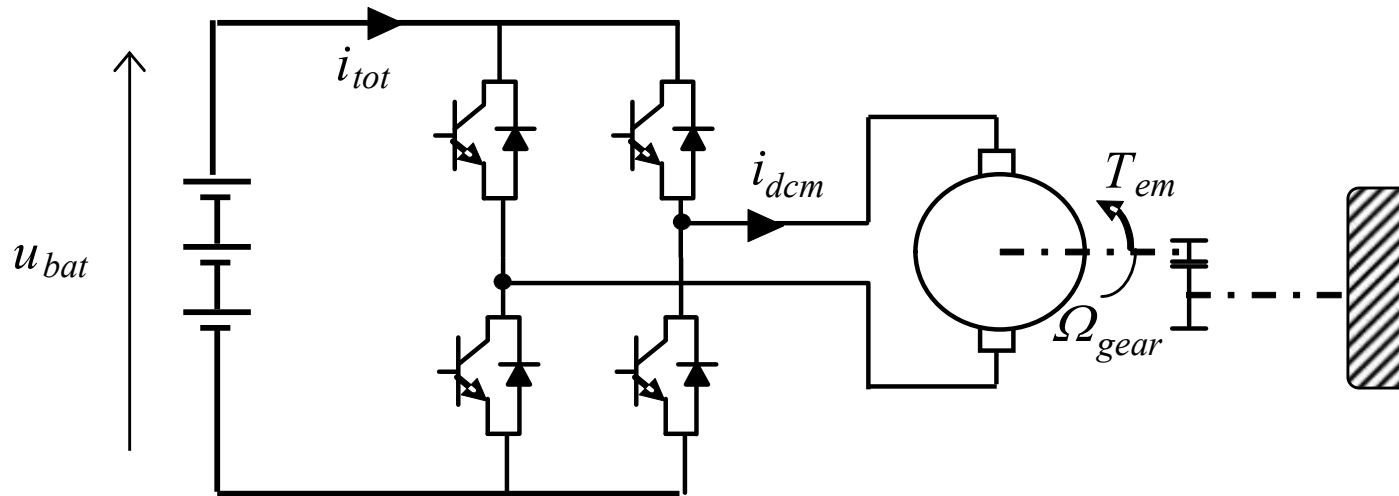 i_tot
u_bat
i_dcm
T_em
Ω_gear